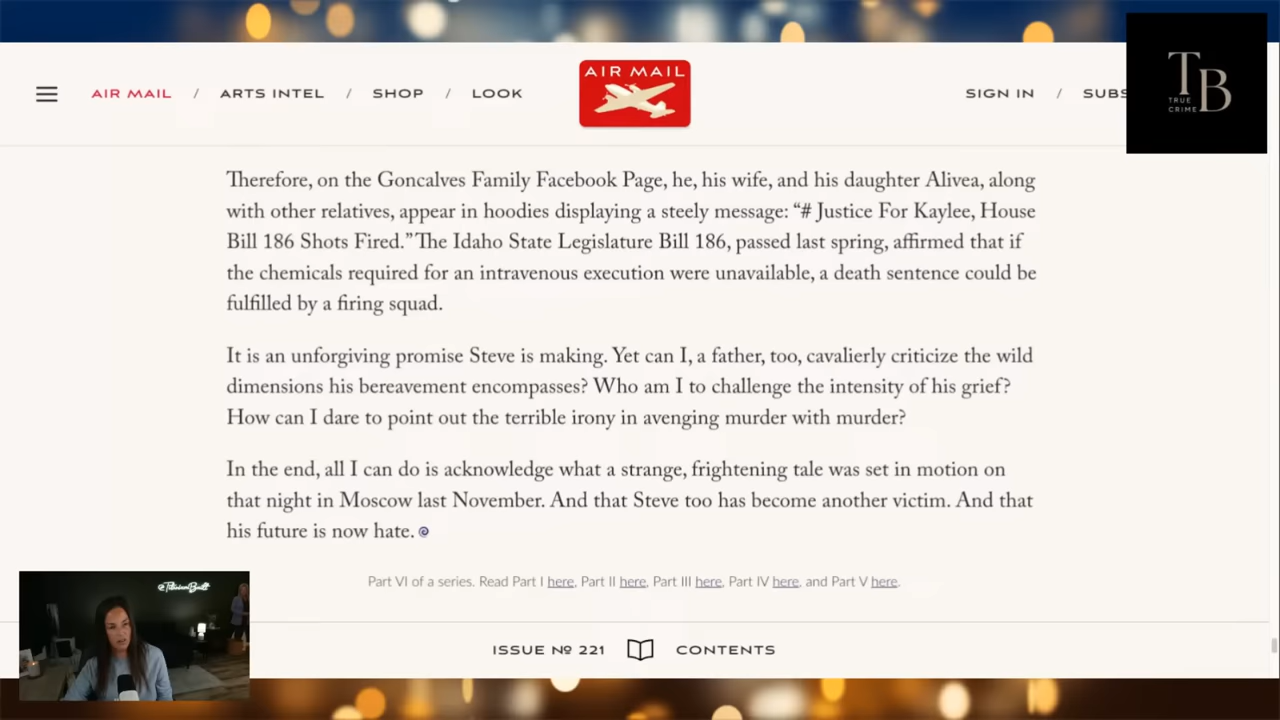 AIR MAIL / ARTS INTEL / SHOP / LOOK
AIR MAIL
SIGN IN / SUBS
TB
TRUE
CRIME
Therefore, on the Goncalves Family Facebook Page, he, his wife, and his daughter Alivea, along
with other relatives, appear in hoodies displaying a steely message: “# Justice For Kaylee, House
Bill 186 Shots Fired.” The Idaho State Legislature Bill 186, passed last spring, affirmed that if
the chemicals required for an intravenous execution were unavailable, a death sentence could be
fulfilled by a firing squad.
It is an unforgiving promise Steve is making. Yet can I, a father, too, cavalierly criticize the wild
dimensions his bereavement encompasses? Who am I to challenge the intensity of his grief?
How can I dare to point out the terrible irony in avenging murder with murder?
In the end, all I can do is acknowledge what a strange, frightening tale was set in motion on
that night in Moscow last November. And that Steve too has become another victim. And that
his future is now hate.
Part VI of a series. Read Part I here, Part II here, Part III here, Part IV here, and Part V here.
ISSUE Nº 221 CONTENTS